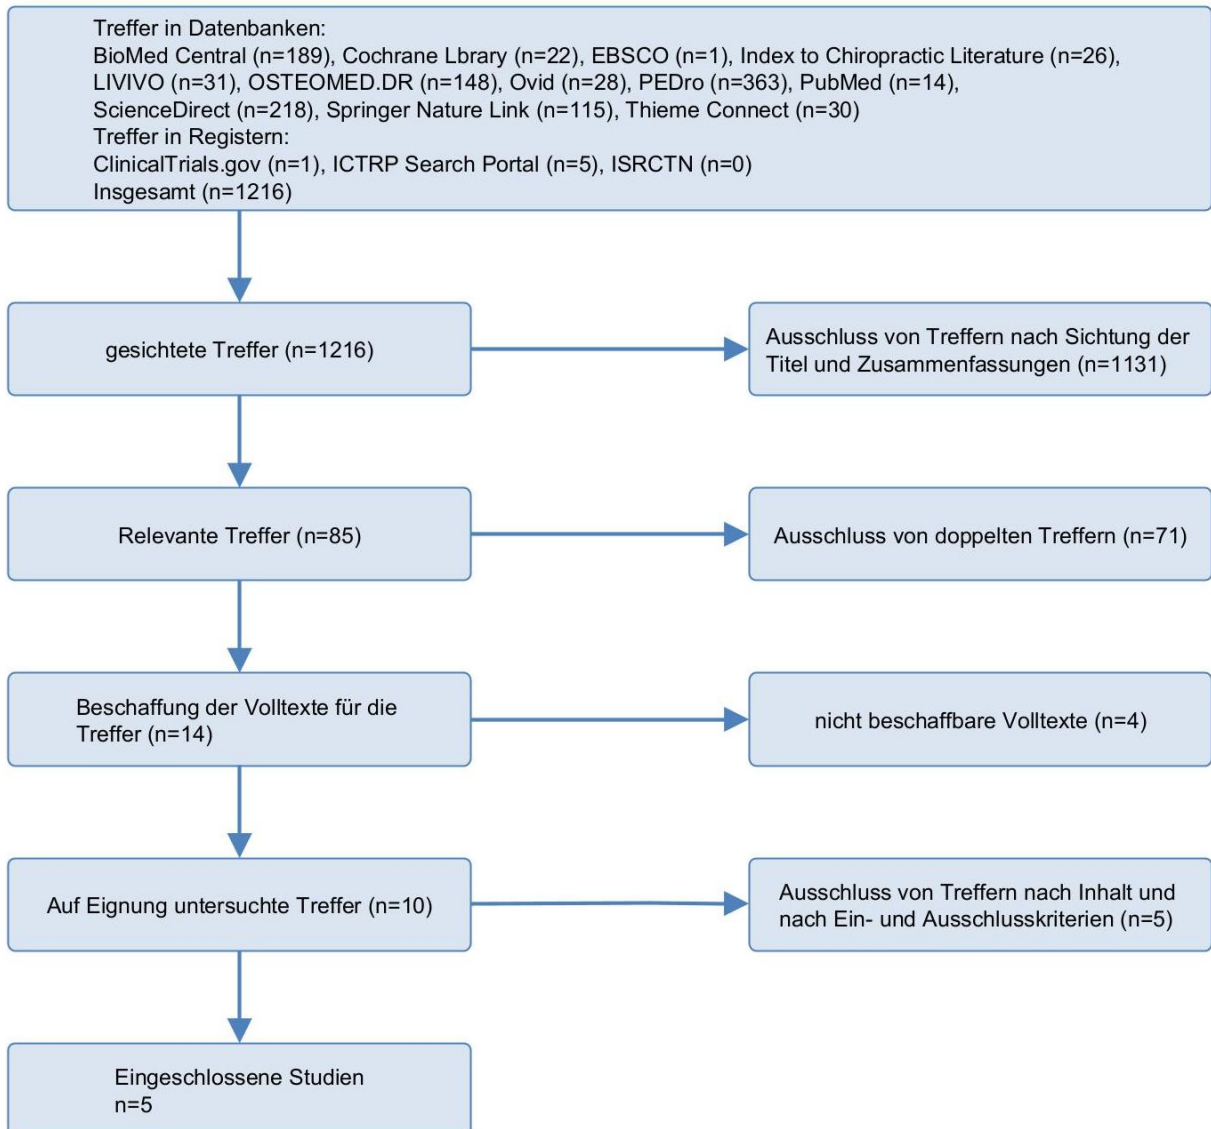 Treffer in Datenbanken:
BioMed Central (n=189), Cochrane Lbrary (n=22), EBSCO (n=1), Index to Chiropractic Literature (n=26),
LIVIVO (n=31), OSTEOMED.DR (n=148), Ovid (n=28), PEDro (n=363), PubMed (n=14),
ScienceDirect (n=218), Springer Nature Link (n=115), Thieme Connect (n=30)
Treffer in Registern:
ClinicalTrials.gov (n=1), ICTRP Search Portal (n=5), ISRCTN (n=0)
Insgesamt (n=1216)
gesichtete Treffer (n=1216)
Ausschluss von Treffern nach Sichtung der
Titel und Zusammenfassungen (n=1131)
Relevante Treffer (n=85)
Ausschluss von doppelten Treffern (n=71)
Beschaffung der Volltexte für die
Treffer (n=14)
nicht beschaffbare Volltexte (n=4)
Auf Eignung untersuchte Treffer (n=10)
Ausschluss von Treffern nach Inhalt und
nach Ein- und Ausschlusskriterien (n=5)
Eingeschlossene Studien
n=5